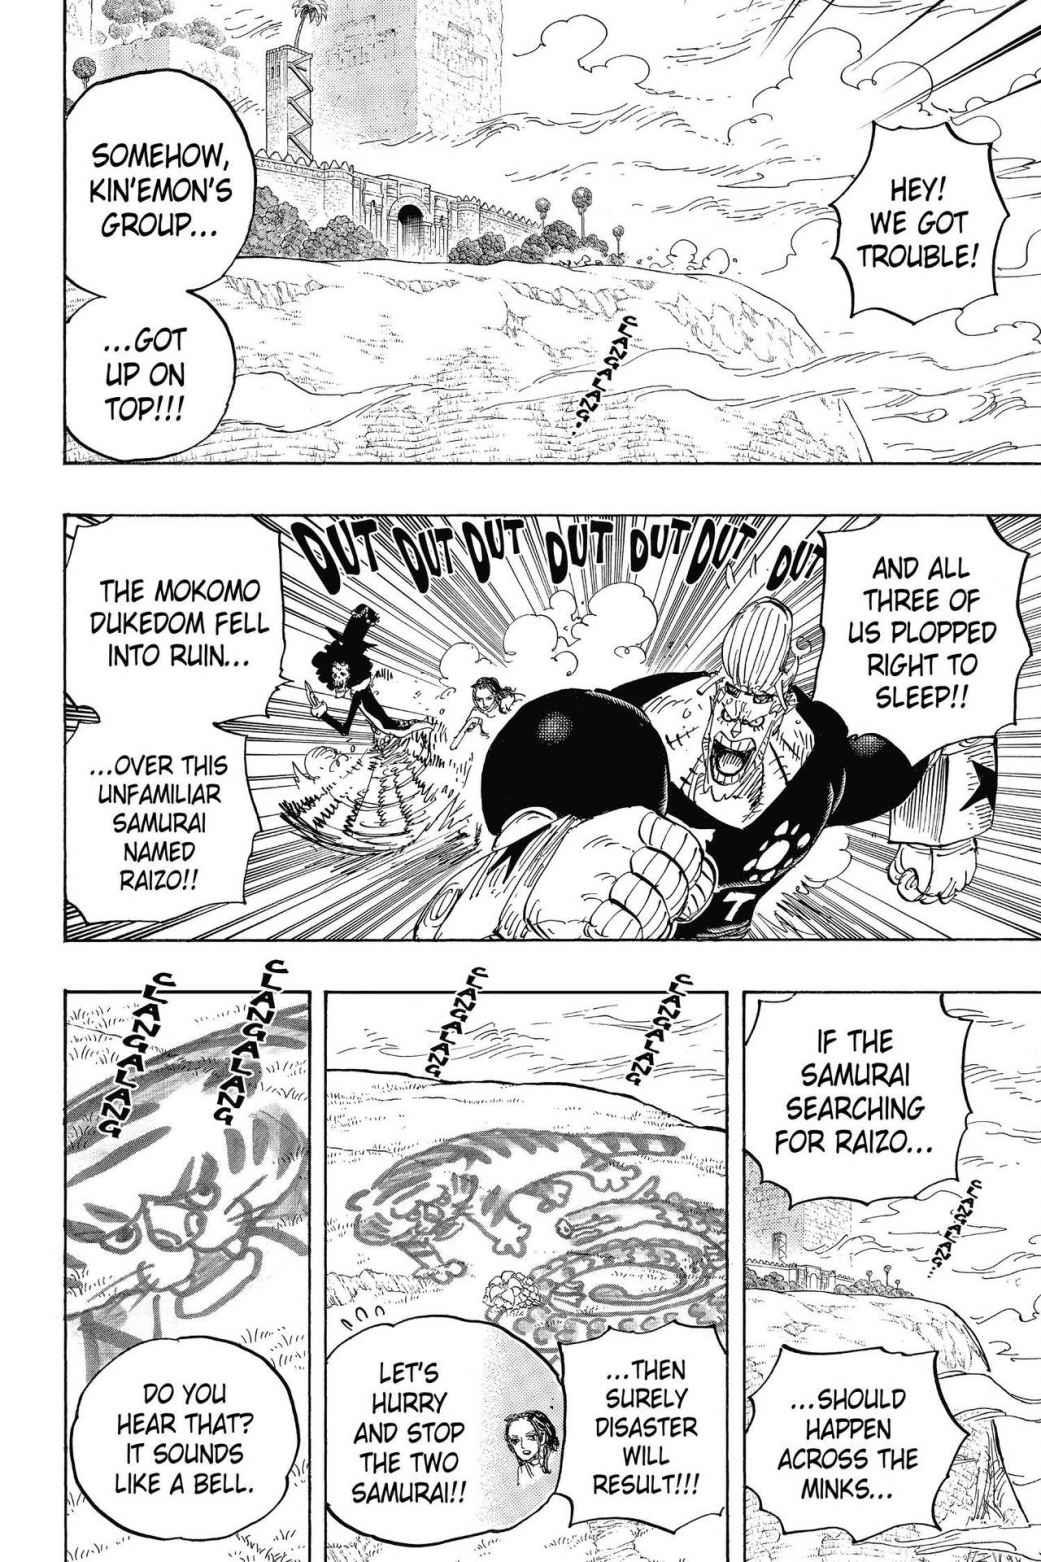 HEY!
WE GOT
TROUBLE!
SOMEHOW,
KIN'EMON'S
GROUP...
...GOT
UP ON
TOP!!!
CLANGALANG...
AND ALL
THREE OF
US PLOPPED
RIGHT TO
SLEEP!!
DUT DUT DUT DUT DUT DUT DUT
THE MOKOMO
DUKEDOM FELL
INTO RUIN...
...OVER THIS
UNFAMILIAR
SAMURAI
NAMED
RAIZO!!
T
IF THE
SAMURAI
SEARCHING
FOR RAIZO...
...SHOULD
HAPPEN
ACROSS THE
MINKS...
CLANGALANG
CLANGALANG
...THEN
SURELY
DISASTER
WILL
RESULT!!!
LET'S
HURRY
AND STOP
THE TWO
SAMURAI!!
CLANGALANG
CLANGALANG
DO YOU
HEAR THAT?
IT SOUNDS
LIKE A BELL.